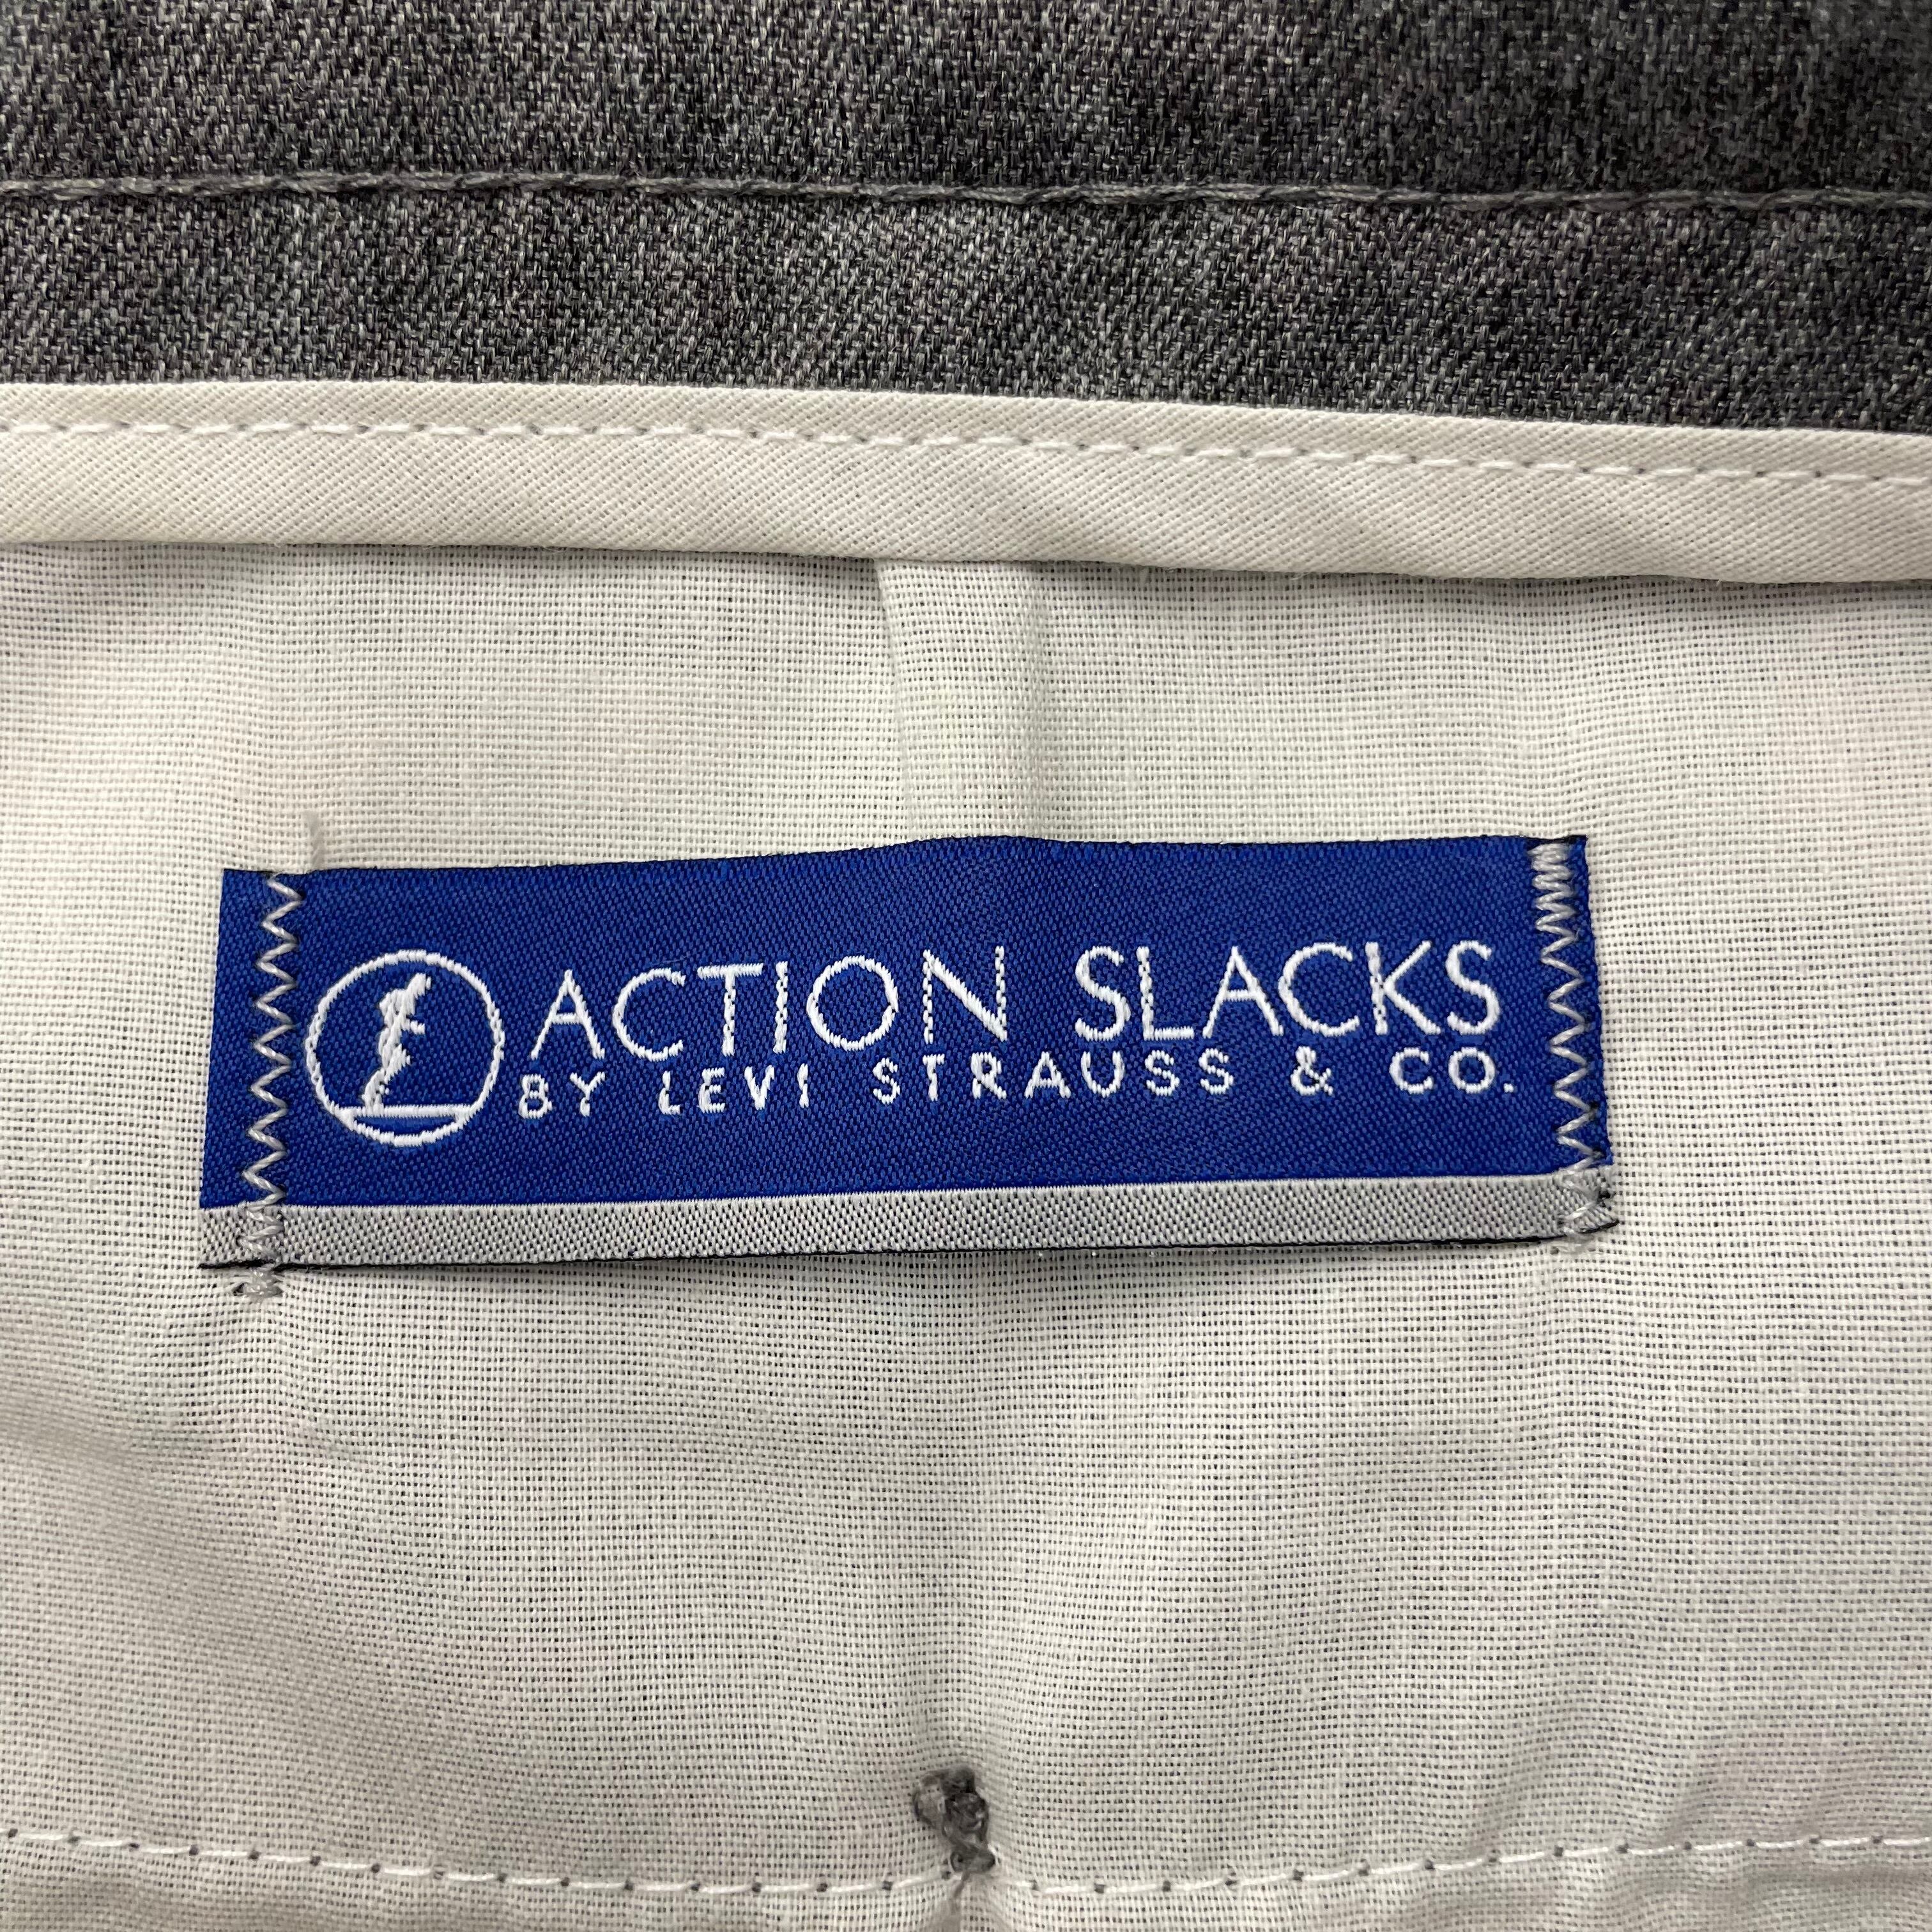 ACTION SLACKS
BY LEVI STRAUSS & CO.